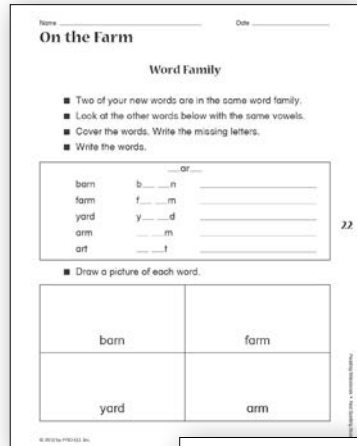 Name Date
On the Farm
Word Family
■ Two of your new words are in the same word family.
■ Look at the other words below with the same vowels.
■ Cover the words. Write the missing letters.
■ Write the words.
__ar__
barn b__ __n
farm f__ __m
yard y__ __d
arm __ __m
art __ __t
22
■ Draw a picture of each word.
barn farm
yard arm